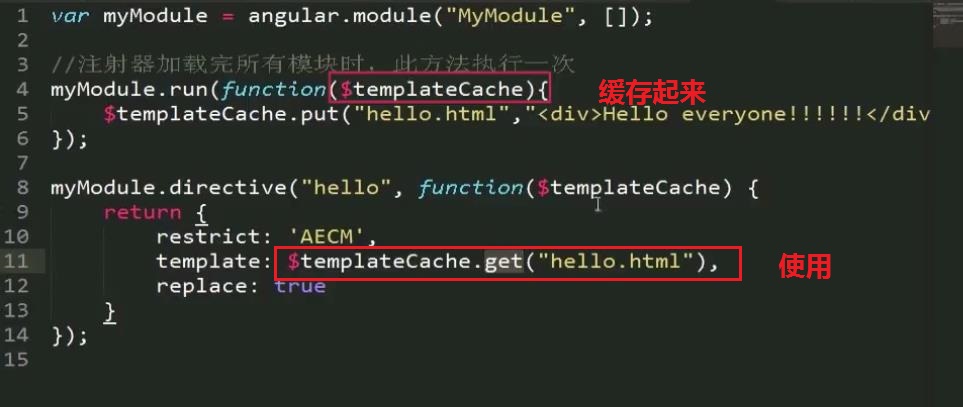 1 var myModule = angular.module("MyModule", []);
2
3 //注射器加载完所有模块时，此方法执行一次
4 myModule.run(function($templateCache){ 缓存起来
5 $templateCache.put("hello.html","<div>Hello everyone!!!!!!</div
6 });
7
8 myModule.directive("hello", function($templateCache) {
9 return {
10 restrict: 'AECM',
11 template: $templateCache.get("hello.html"), 使用
12 replace: true
13 }
14 });
15